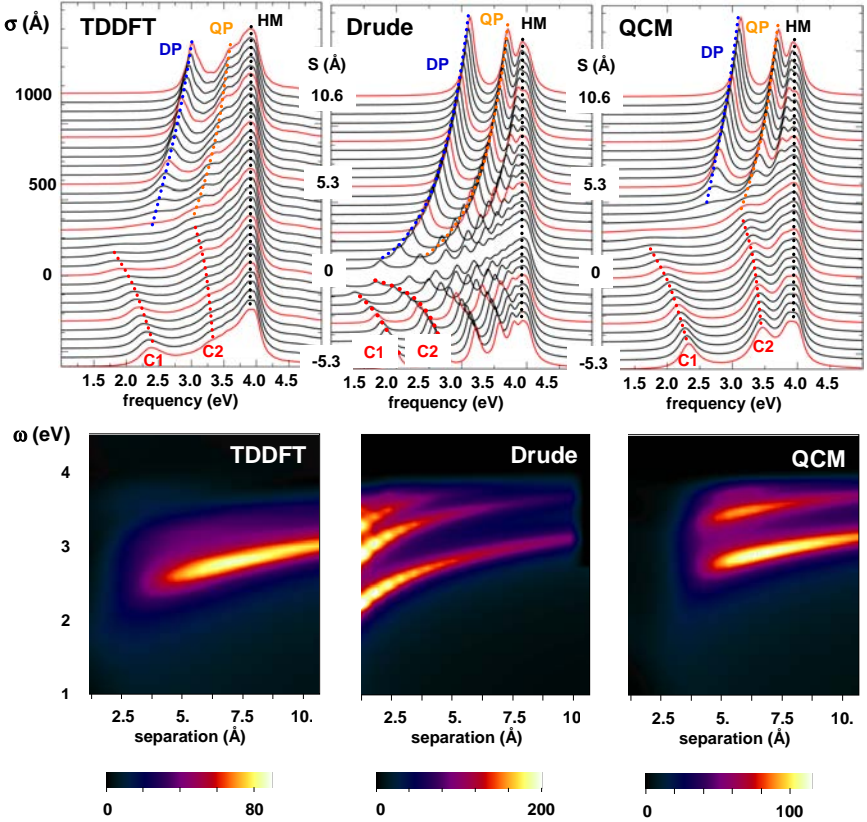 σ (Å) TDDFT Drude QCM
DP QP HM
S (Å)
DP QP HM
S (Å)
DP QP HM
1000 10.6 10.6
500 5.3 5.3
0 0 0
-5.3 -5.3
C1 C2 C1 C2 C1 C2
1.5 2.0 2.5 3.0 3.5 4.0 4.5 1.5 2.0 2.5 3.0 3.5 4.0 4.5 1.5 2.0 2.5 3.0 3.5 4.0 4.5
frequency (eV) frequency (eV) frequency (eV)
ω (eV)
TDDFT Drude QCM
4
3
2
1
2.5 5. 7.5 10. 2.5 5. 7.5 10 2.5 5. 7.5 10.
separation (Å) separation (Å) separation (Å)
0 80 0 200 0 100